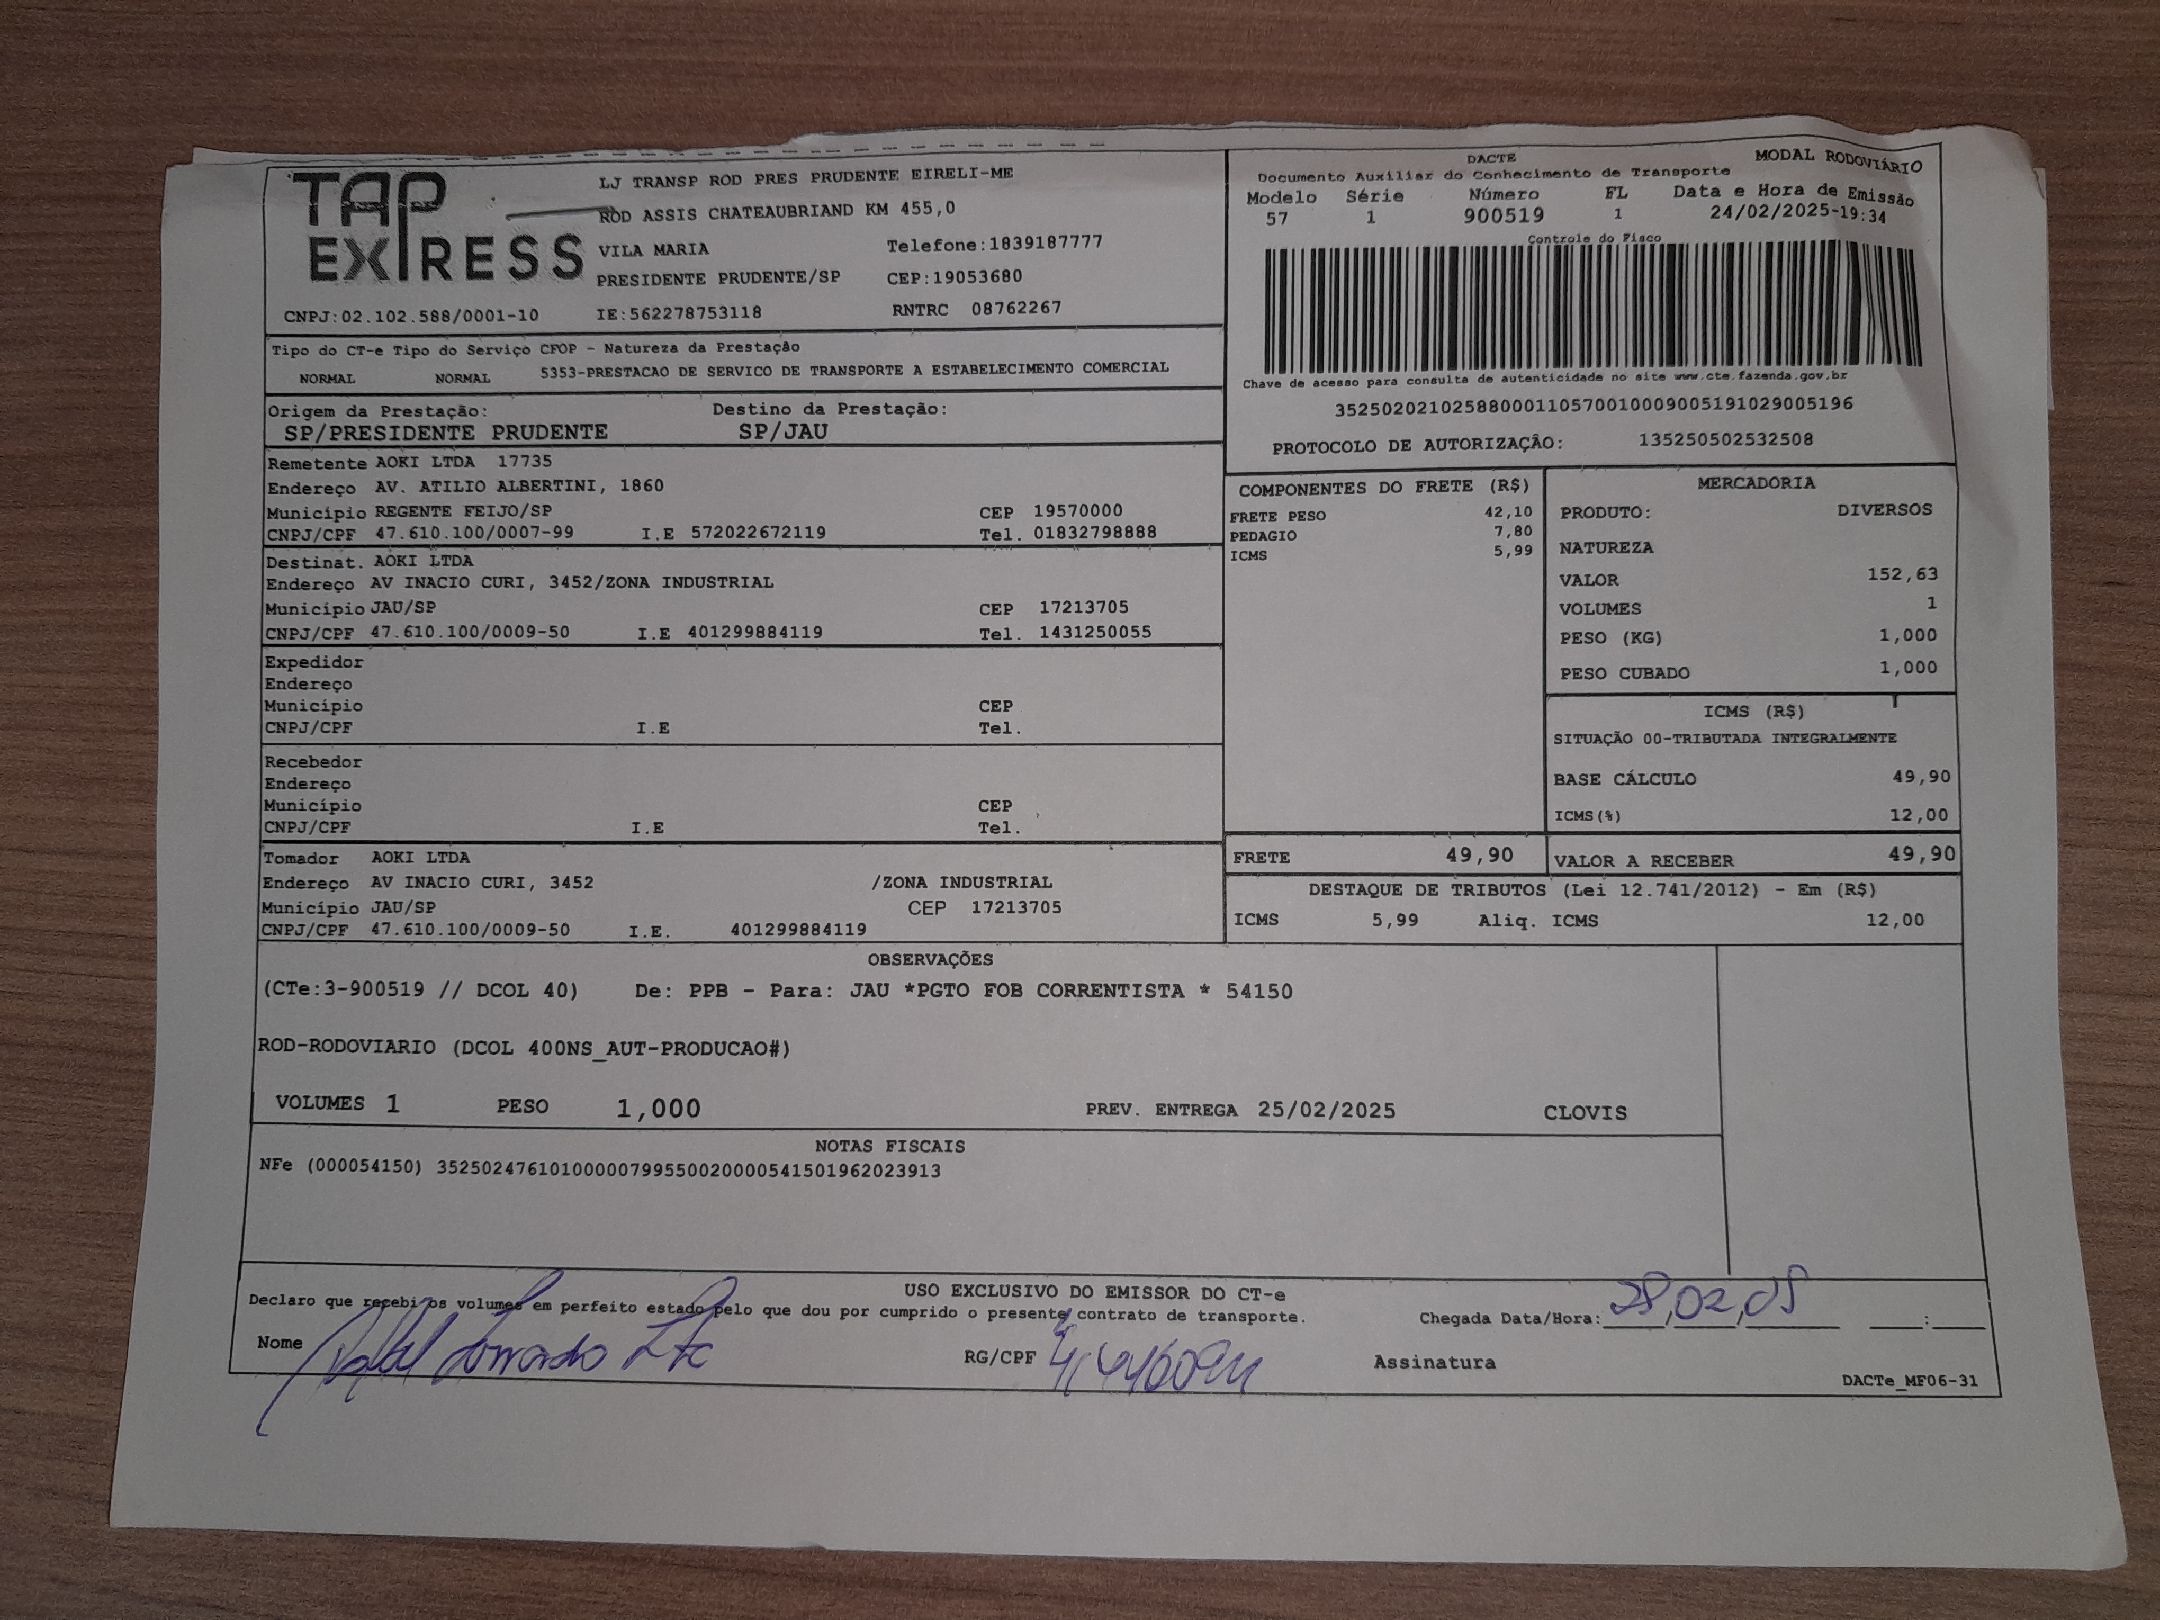 TAP EXPRESS
LJ TRANSP ROD PRES PRUDENTE EIRELI-ME
ROD ASSIS CHATEAUBRIAND KM 455,0
VILA MARIA Telefone:1839187777
PRESIDENTE PRUDENTE/SP CEP:19053680
CNPJ:02.102.588/0001-10 IE:562278753118 RNTRC 08762267
DACTE MODAL RODOVIÁRIO
Documento Auxiliar do Conhecimento de Transporte
Modelo Série Número FL Data e Hora de Emissão
57 1 900519 1 24/02/2025-19:34
Controle do Fisco
Chave de acesso para consulta de autenticidade no site www.cte.fazenda.gov.br
35250202102588000110570010009005191029005196
PROTOCOLO DE AUTORIZAÇÃO: 135250502532508
Tipo do CT-e Tipo do Serviço CFOP - Natureza da Prestação
NORMAL NORMAL 5353-PRESTACAO DE SERVICO DE TRANSPORTE A ESTABELECIMENTO COMERCIAL
Origem da Prestação: Destino da Prestação:
SP/PRESIDENTE PRUDENTE SP/JAU
Remetente AOKI LTDA 17735
Endereço AV. ATILIO ALBERTINI, 1860
Município REGENTE FEIJO/SP CEP 19570000
CNPJ/CPF 47.610.100/0007-99 I.E 572022672119 Tel. 01832798888
Destinat. AOKI LTDA
Endereço AV INACIO CURI, 3452/ZONA INDUSTRIAL
Município JAU/SP CEP 17213705
CNPJ/CPF 47.610.100/0009-50 I.E 401299884119 Tel. 1431250055
Expedidor
Endereço
Município CEP
CNPJ/CPF I.E Tel.
Recebedor
Endereço
Município CEP
CNPJ/CPF I.E Tel.
Tomador AOKI LTDA
Endereço AV INACIO CURI, 3452 /ZONA INDUSTRIAL
Município JAU/SP CEP 17213705
CNPJ/CPF 47.610.100/0009-50 I.E. 401299884119
COMPONENTES DO FRETE (R$)
FRETE PESO 42,10
PEDAGIO 7,80
ICMS 5,99
MERCADORIA
PRODUTO: DIVERSOS
NATUREZA
VALOR 152,63
VOLUMES 1
PESO (KG) 1,000
PESO CUBADO 1,000
ICMS (R$)
SITUAÇÃO 00-TRIBUTADA INTEGRALMENTE
BASE CÁLCULO 49,90
ICMS(%) 12,00
FRETE 49,90 VALOR A RECEBER 49,90
DESTAQUE DE TRIBUTOS (Lei 12.741/2012) - Em (R$)
ICMS 5,99 Aliq. ICMS 12,00
OBSERVAÇÕES
(CTe:3-900519 // DCOL 40) De: PPB - Para: JAU *PGTO FOB CORRENTISTA * 54150
ROD-RODOVIARIO (DCOL 400NS_AUT-PRODUCAO#)
VOLUMES 1 PESO 1,000 PREV. ENTREGA 25/02/2025 CLOVIS
NOTAS FISCAIS
NFe (000054150) 35250247610100000799550020000541501962023913
USO EXCLUSIVO DO EMISSOR DO CT-e
Declaro que recebi os volumes em perfeito estado pelo que dou por cumprido o presente contrato de transporte.
Chegada Data/Hora: 28,02,25 :
Nome RG/CPF Assinatura
DACTe_MF06-31